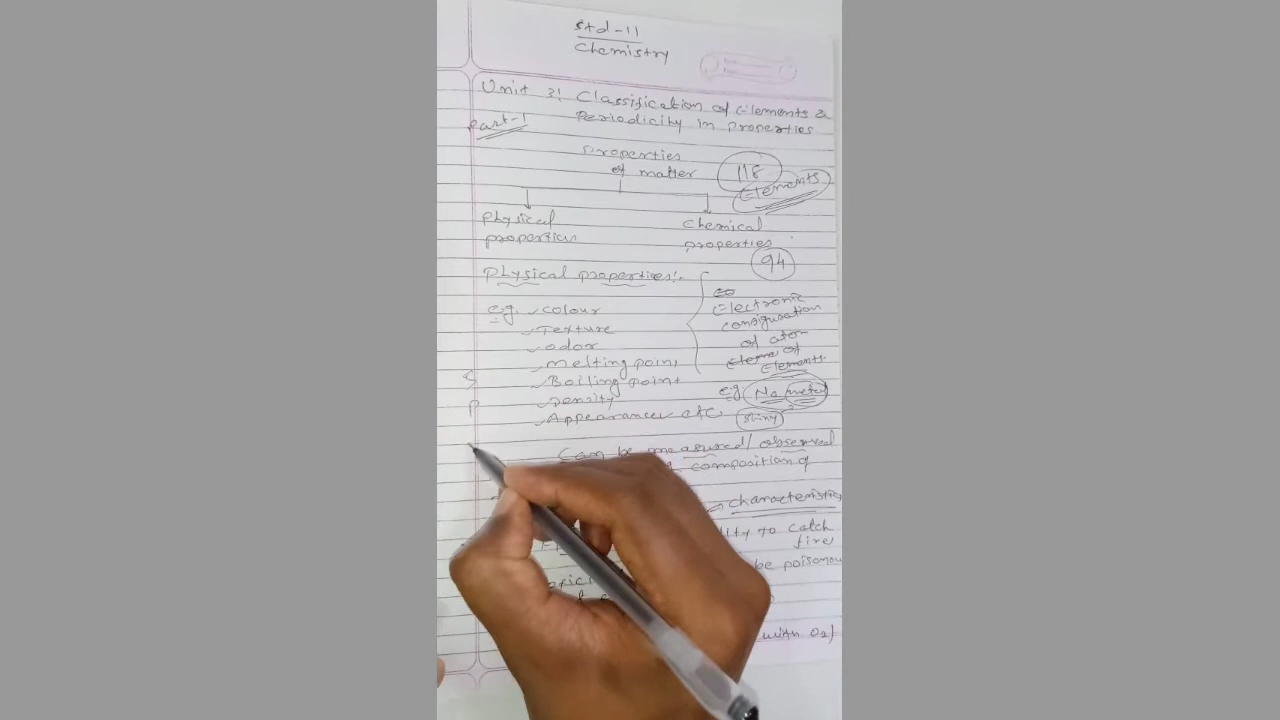 Std-11
Chemistry
Unit 3! Classification of Elements &
Periodicity in properties
Part-1
Properties
of matter
118
Elements
Physical
properties
Chemical
properties
94
Physical properties:-
e.g. colour
Texture
odor
Melting point
Boiling point
Density
Appearances etc.
Electronic
configuration
of atom
of
Elements.
e.g. Na metal
shiny
S
P
Can be measured/observed
composition of
characteristics
to catch
fire
be poisonous
with O2)